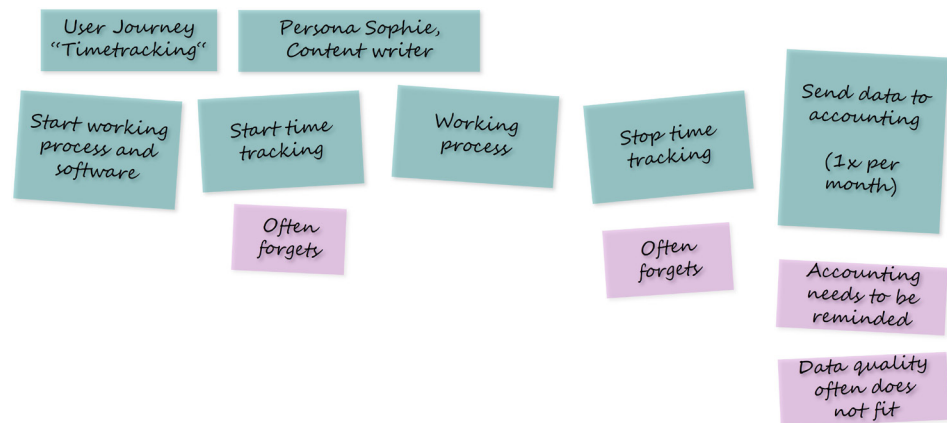 User Journey
“Timetracking“
Persona Sophie,
Content writer
Start working
process and
software
Start time
tracking
Working
process
Stop time
tracking
Send data to
accounting
(1x per
month)
Often
forgets
Often
forgets
Accounting
needs to be
reminded
Data quality
often does
not fit